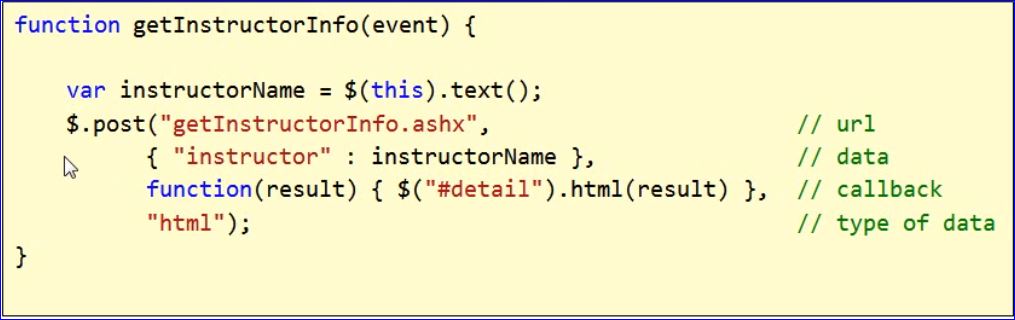 function getInstructorInfo(event) {
var instructorName = $(this).text();
$.post("getInstructorInfo.ashx", // url
{ "instructor" : instructorName }, // data
function(result) { $("#detail").html(result) }, // callback
"html"); // type of data
}